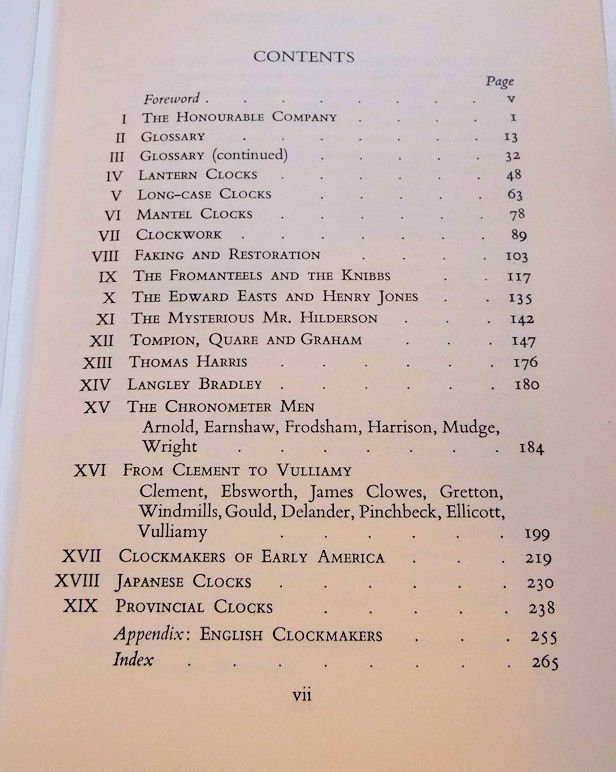 CONTENTS
Page
Foreword . . . . . . . . v
I THE HONOURABLE COMPANY . . . . 1
II GLOSSARY . . . . . . . 13
III GLOSSARY (continued) . . . . . 32
IV LANTERN CLOCKS . . . . . . 48
V LONG-CASE CLOCKS . . . . . 63
VI MANTEL CLOCKS . . . . . . 78
VII CLOCKWORK . . . . . . . 89
VIII FAKING AND RESTORATION . . . . 103
IX THE FROMANTEELS AND THE KNIBBS . . 117
X THE EDWARD EASTS AND HENRY JONES . . 135
XI THE MYSTERIOUS MR. HILDERSON . . . 142
XII TOMPION, QUARE AND GRAHAM . . . 147
XIII THOMAS HARRIS . . . . . . 176
XIV LANGLEY BRADLEY . . . . . . 180
XV THE CHRONOMETER MEN
Arnold, Earnshaw, Frodsham, Harrison, Mudge,
Wright . . . . . . . 184
XVI FROM CLEMENT TO VULLIAMY
Clement, Ebsworth, James Clowes, Gretton,
Windmills, Gould, Delander, Pinchbeck, Ellicott,
Vulliamy . . . . . . 199
XVII CLOCKMAKERS OF EARLY AMERICA . . . 219
XVIII JAPANESE CLOCKS . . . . . . 230
XIX PROVINCIAL CLOCKS . . . . . 238
Appendix: ENGLISH CLOCKMAKERS . . . 255
Index . . . . . . . . 265
vii